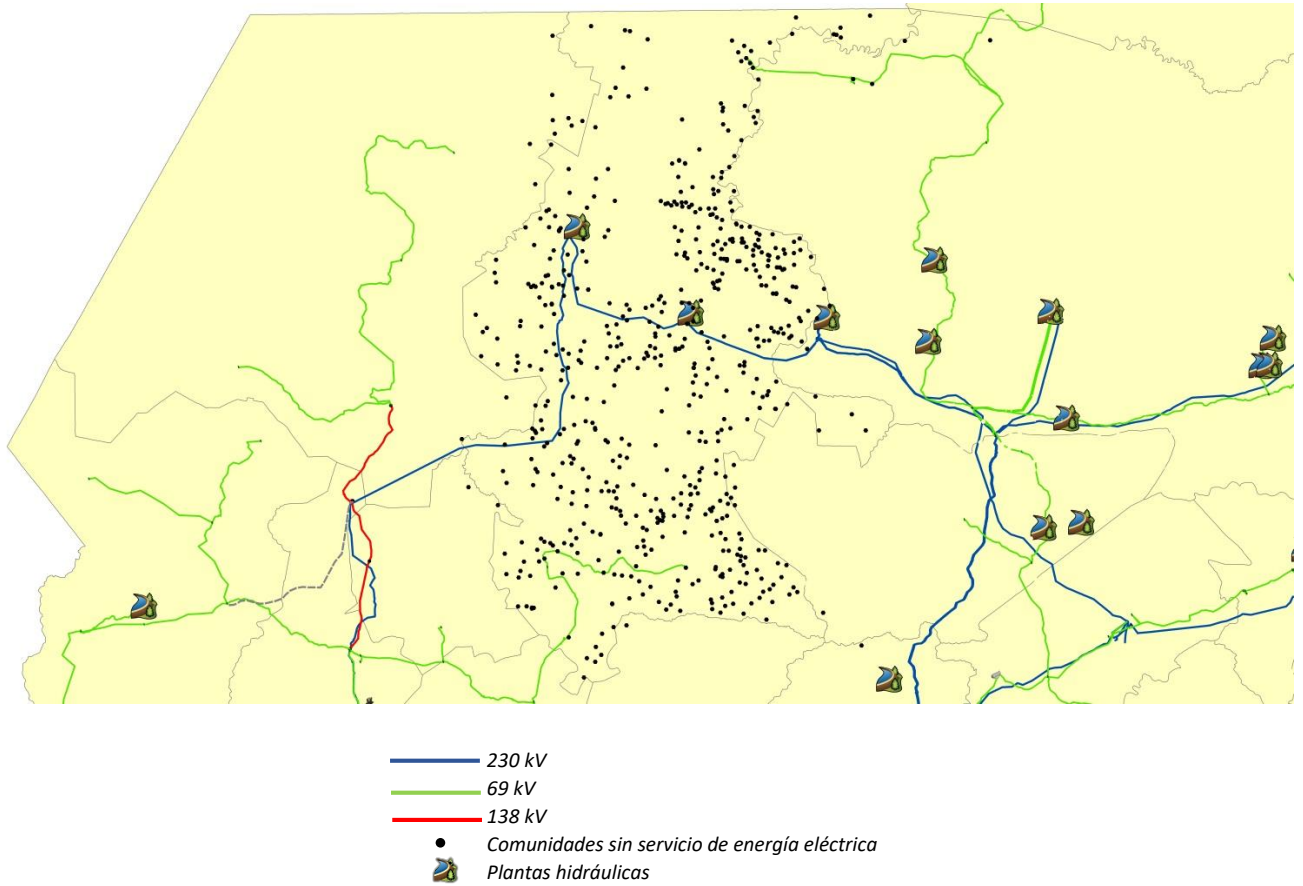 230 kV
69 kV
138 kV
Comunidades sin servicio de energía eléctrica
Plantas hidráulicas